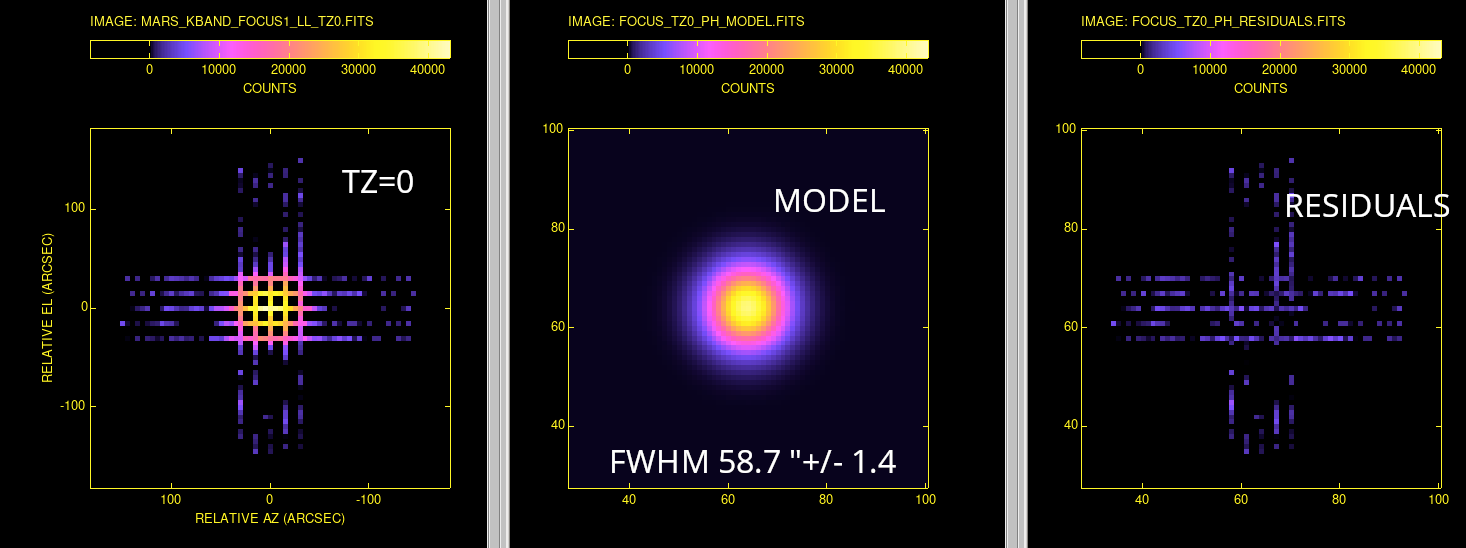 IMAGE: MARS_KBAND_FOCUS1_LL_TZ0.FITS
0 10000 20000 30000 40000
COUNTS
TZ=0
RELATIVE EL (ARCSEC)
100
0
-100
100 0 -100
RELATIVE AZ (ARCSEC)
IMAGE: FOCUS_TZ0_PH_MODEL.FITS
0 10000 20000 30000 40000
COUNTS
100
MODEL
80
60
40
FWHM 58.7 "+/- 1.4
40 60 80 100
IMAGE: FOCUS_TZ0_PH_RESIDUALS.FITS
0 10000 20000 30000 40000
COUNTS
100
RESIDUALS
80
60
40
40 60 80 100